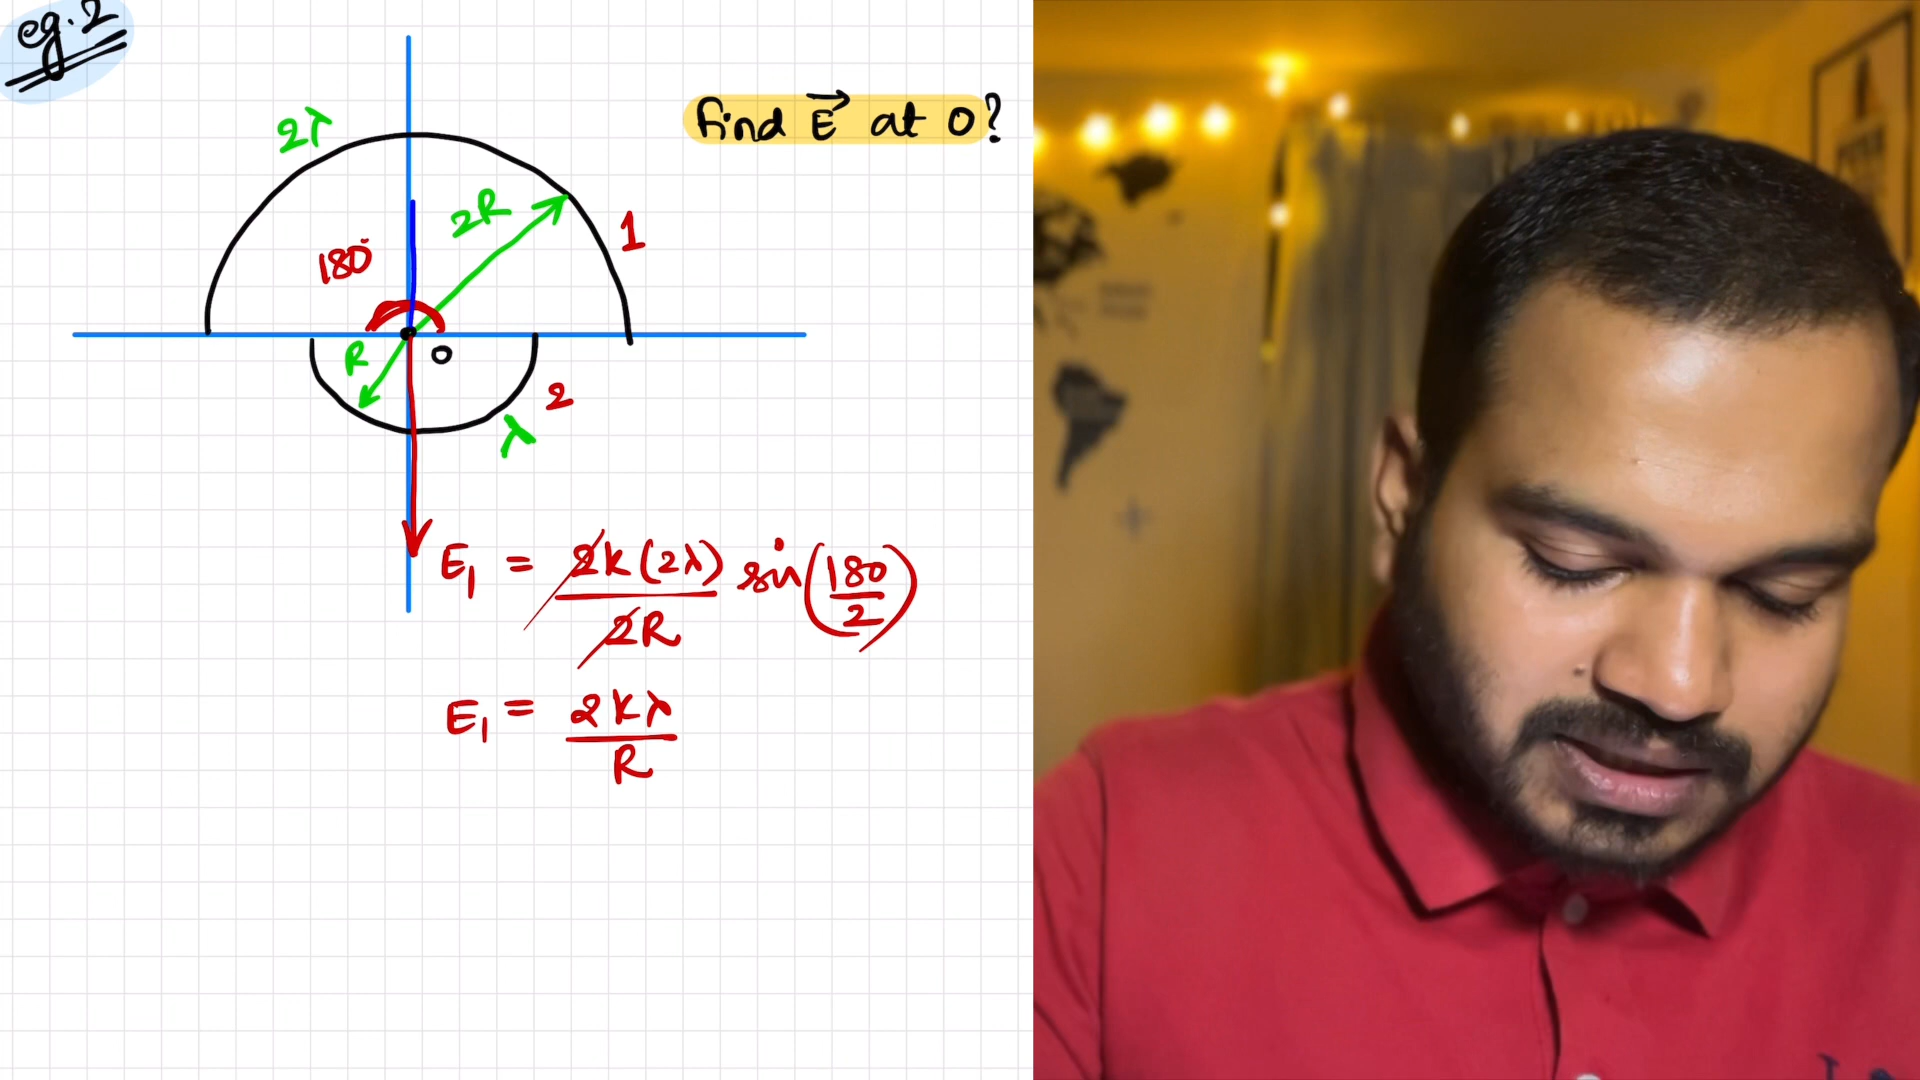 eg. 2
Find E⃗ at O?
2λ
2R
1
180°
R
O
2
λ
E₁ = 2k(2λ)/2R sin(180/2)
E₁ = 2kλ/R